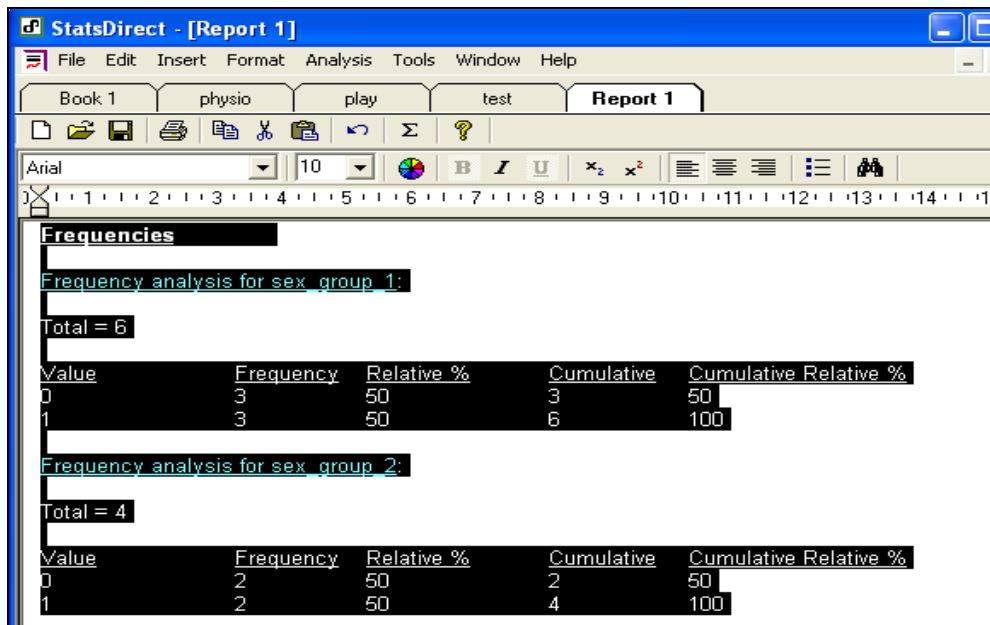 StatsDirect - [Report 1]
File Edit Insert Format Analysis Tools Window Help
Book 1 physio play test Report 1
Σ ?
Arial 10 B I U x₂ x²
1 2 3 4 5 6 7 8 9 10 11 12 13 14 1
Frequencies
Frequency analysis for sex_group_1:
Total = 6
Value Frequency Relative % Cumulative Cumulative Relative %
0 3 50 3 50
1 3 50 6 100
Frequency analysis for sex_group_2:
Total = 4
Value Frequency Relative % Cumulative Cumulative Relative %
0 2 50 2 50
1 2 50 4 100